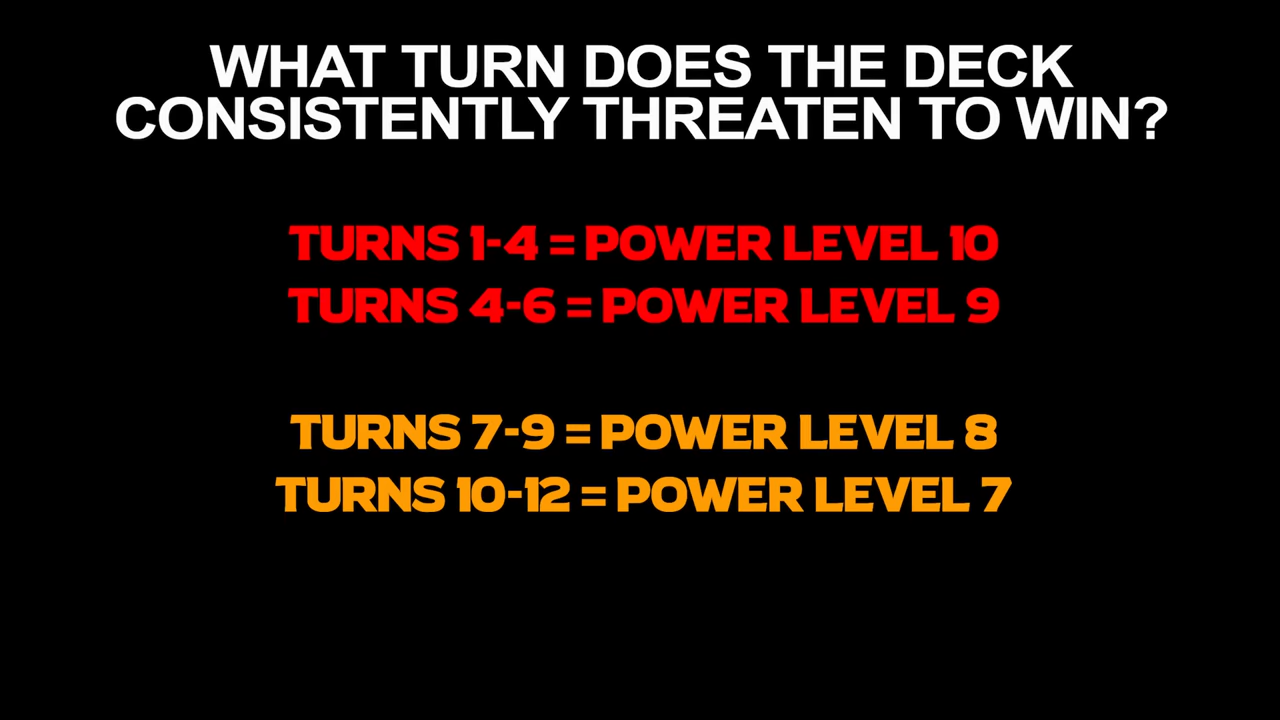 WHAT TURN DOES THE DECK
CONSISTENTLY THREATEN TO WIN?
TURNS 1-4 = POWER LEVEL 10
TURNS 4-6 = POWER LEVEL 9
TURNS 7-9 = POWER LEVEL 8
TURNS 10-12 = POWER LEVEL 7